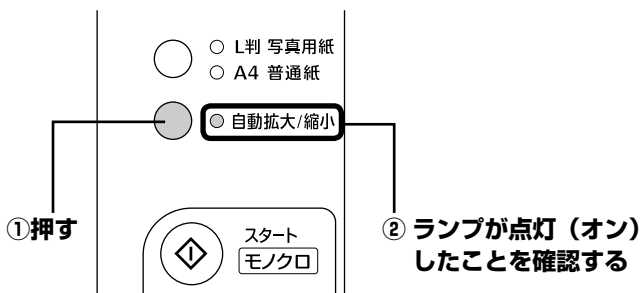 L判 写真用紙
A4 普通紙
自動拡大/縮小
①押す
② ランプが点灯（オン）
したことを確認する
スタート
モノクロ